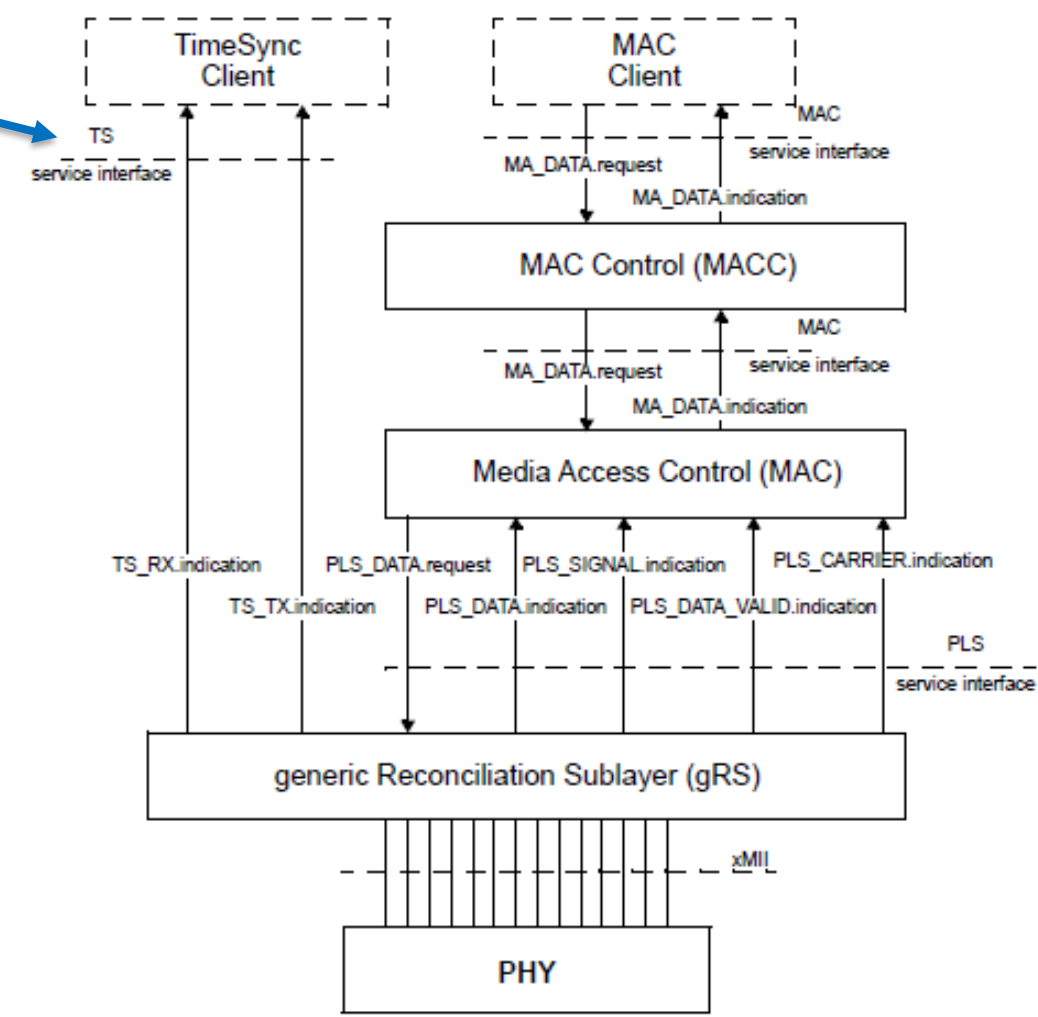 TimeSync
Client
MAC
Client
TS
service interface
MAC
service interface
MA_DATA.request
MA_DATA.indication
MAC Control (MACC)
MAC
service interface
MA_DATA.request
MA_DATA.indication
Media Access Control (MAC)
TS_RX.indication
PLS_DATA.request
PLS_SIGNAL.indication
PLS_CARRIER.indication
TS_TX.indication
PLS_DATA.indication
PLS_DATA_VALID.indication
PLS
service interface
generic Reconciliation Sublayer (gRS)
xMII
PHY